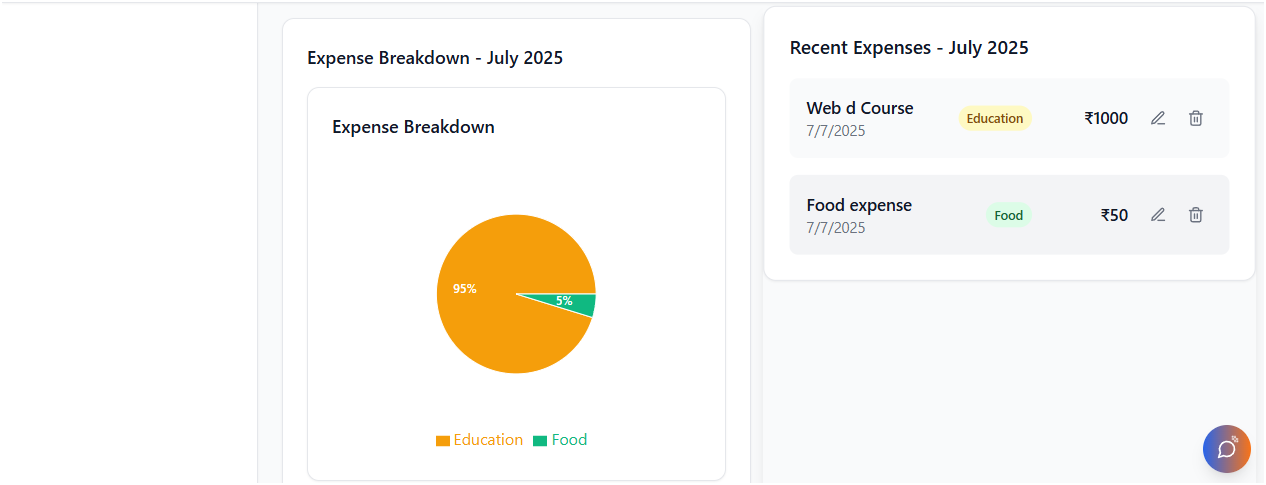 Expense Breakdown - July 2025
Expense Breakdown
95%
5%
Education Food
Recent Expenses - July 2025
Web d Course
7/7/2025
Education
₹1000
Food expense
7/7/2025
Food
₹50